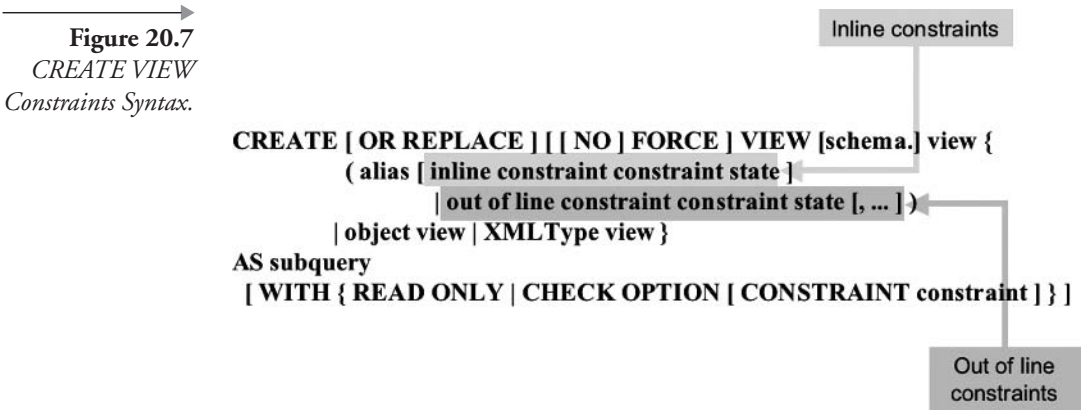 Figure 20.7
CREATE VIEW
Constraints Syntax.
Inline constraints
CREATE [ OR REPLACE ] [ [ NO ] FORCE ] VIEW [schema.] view {
( alias [ inline constraint constraint state ]
| out of line constraint constraint state [, ... ] )
| object view | XMLType view }
AS subquery
[ WITH { READ ONLY | CHECK OPTION [ CONSTRAINT constraint ] } ]
Out of line
constraints